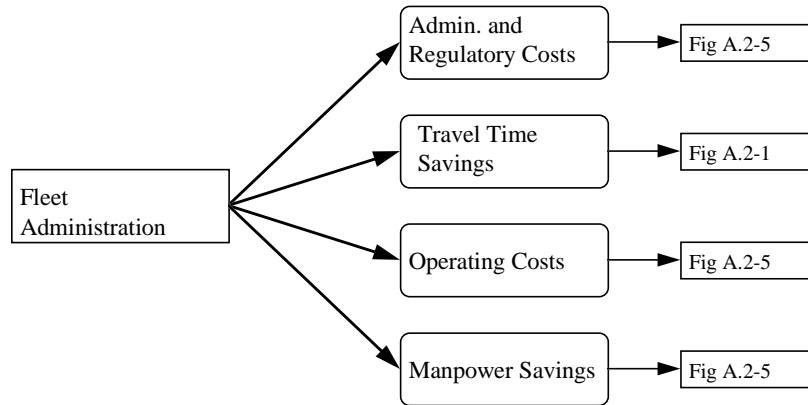 Admin. and
Regulatory Costs
Fig A.2-5
Travel Time
Savings
Fig A.2-1
Fleet
Administration
Operating Costs
Fig A.2-5
Manpower Savings
Fig A.2-5